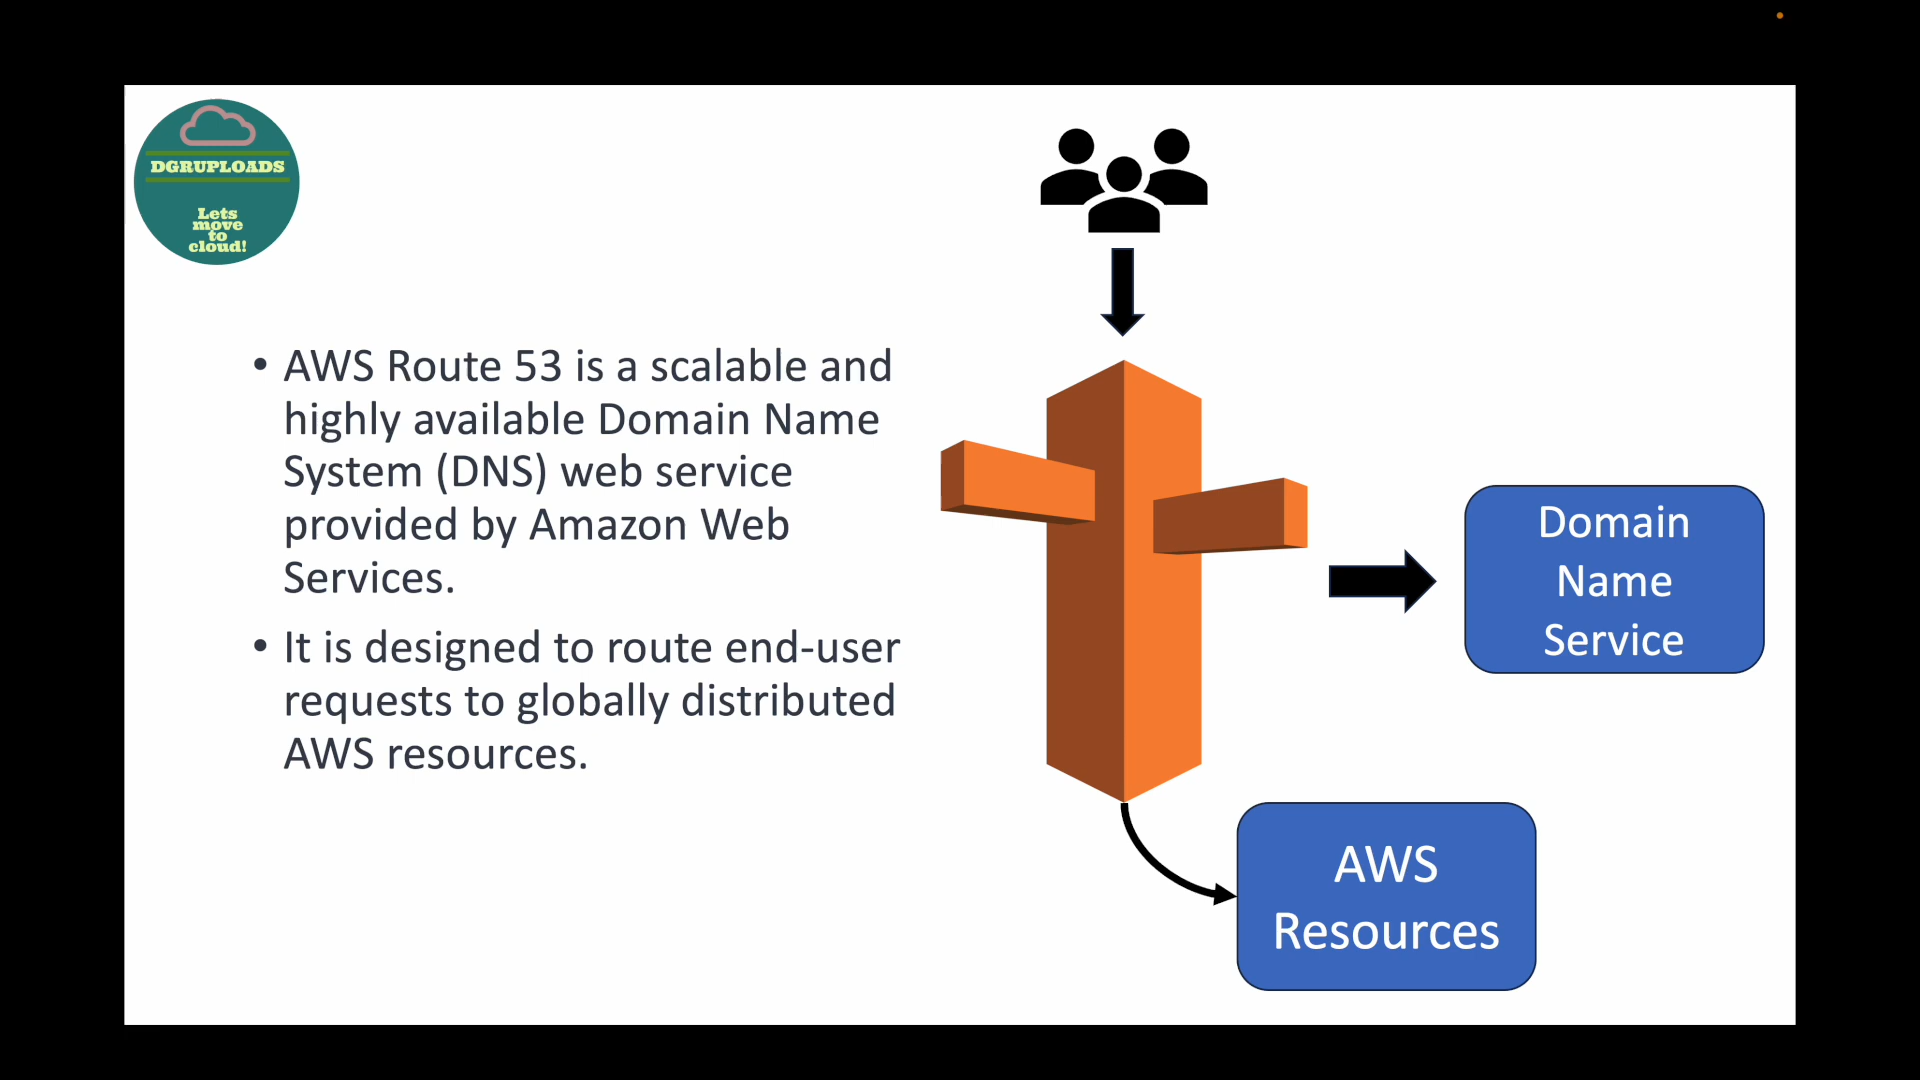 DGRUPLOADS
Lets
move
to
cloud!
• AWS Route 53 is a scalable and
highly available Domain Name
System (DNS) web service
provided by Amazon Web
Services.
• It is designed to route end-user
requests to globally distributed
AWS resources.
Domain
Name
Service
AWS
Resources